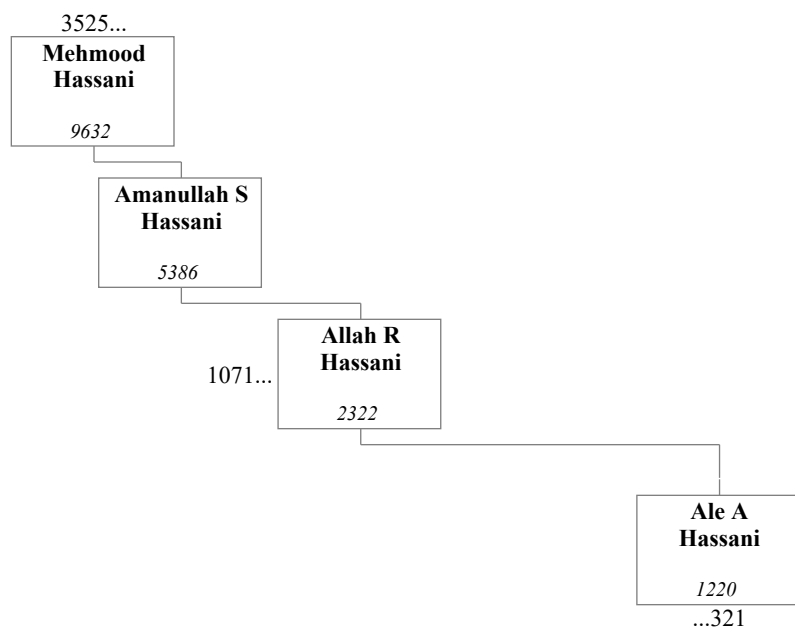 3525...
Mehmood
Hassani
9632
Amanullah S
Hassani
5386
Allah R
Hassani
1071...
2322
Ale A
Hassani
1220
...321